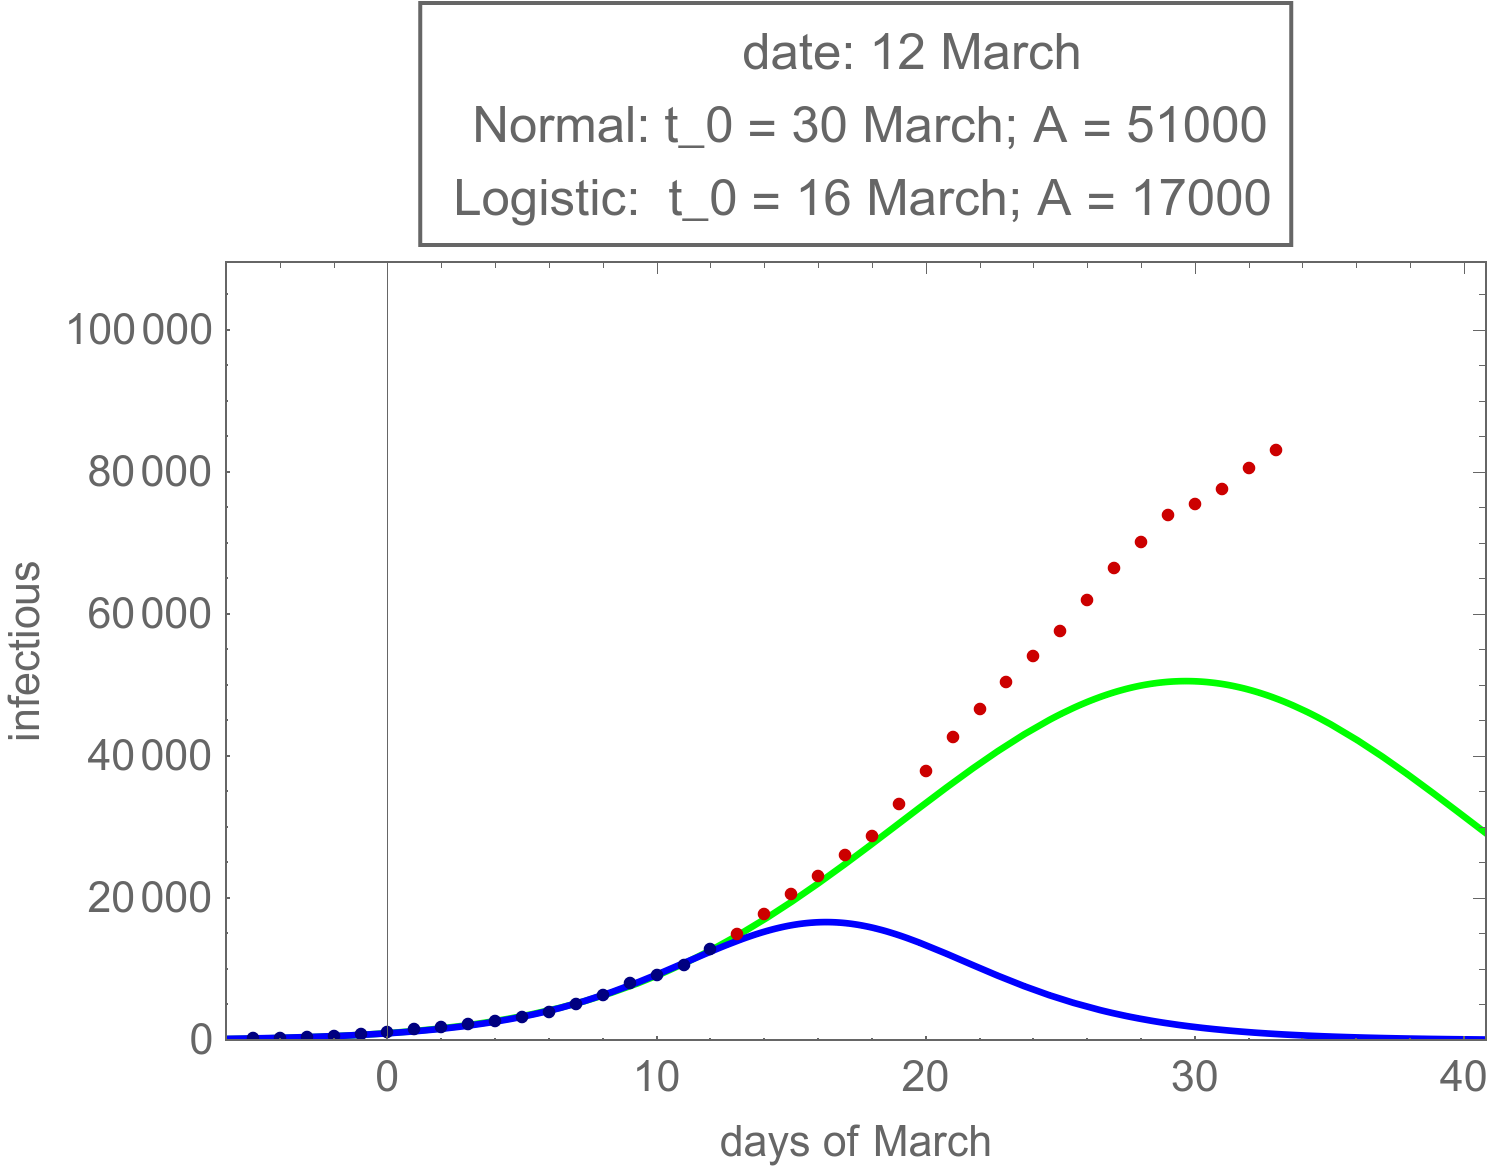 date: 12 March
Normal: t_0 = 30 March; A = 51000
Logistic: t_0 = 16 March; A = 17000
100 000
80 000
60 000
40 000
20 000
0
infectious
0 10 20 30 40
days of March